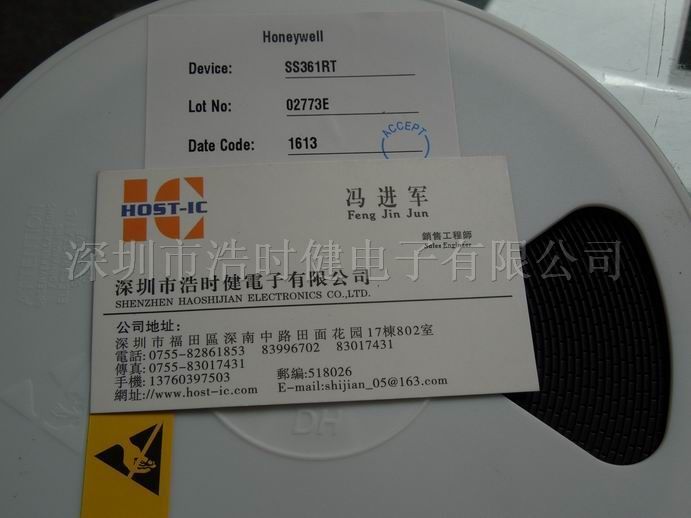 Honeywell
Device: SS361RT
Lot No: 02773E
Date Code: 1613
ACCEPT
IC
HOST-IC
冯进军
Feng Jin Jun
銷售工程師
Sales Engineer
深圳市浩时健电子有限公司
深圳市浩时健電子有限公司
SHENZHEN HAOSHIJIAN ELECTRONICS CO.,LTD.
公司地址:
深圳市福田區深南中路田面花园17棟802室
電話:0755-82861853 83996702 83017431
傳真:0755-83017431
手機:13760397503 郵編:518026
網址://www.host-ic.com E-mail:shijian_05@163.com
DH